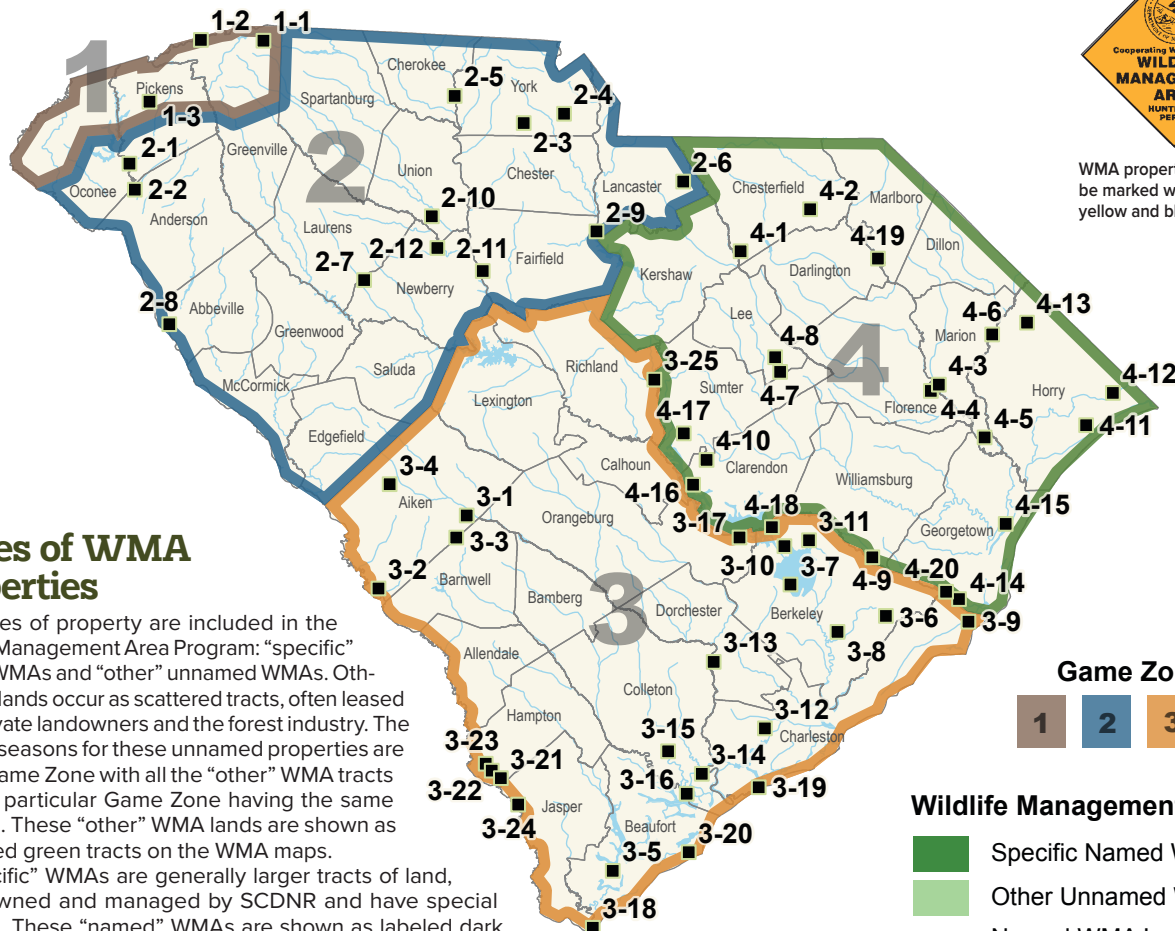 1-2
1-1
1
Pickens
1-3
2-1
2-2
Oconee
Anderson
Greenville
Spartanburg
Cherokee
2-5
York
2-4
2-3
2
Union
Chester
Lancaster
2-6
2-10
2-9
Laurens
2-12
2-11
2-7
Fairfield
Newberry
2-8
Abbeville
Greenwood
Saluda
McCormick
Edgefield
Chesterfield
4-2
Marlboro
4-1
4-19
Dillon
Kershaw
Darlington
Lee
4-6
4-13
Marion
4-8
4
4-3
4-12
Richland
3-25
Sumter
4-7
Florence
4-4
Horry
4-5
4-11
Lexington
4-17
4-10
Clarendon
Calhoun
Williamsburg
4-16
3-4
Aiken
3-1
Orangeburg
3-17
4-18
3-11
Georgetown
4-15
3-3
3-10
3-7
4-9
4-20
4-14
3-2
Barnwell
Bamberg
3
Dorchester
Berkeley
3-6
3-9
3-8
Allendale
3-13
Colleton
Hampton
3-12
Charleston
3-15
3-14
3-23
3-21
3-16
3-22
3-19
3-24
Jasper
Beaufort
3-20
3-5
3-18
Cooperating
WILD
MANAG
AR
HUNT
PER
WMA propert
be marked w
yellow and bl
es of WMA
perties
es of property are included in the
Management Area Program: “specific”
WMAs and “other” unnamed WMAs. Oth-
lands occur as scattered tracts, often leased
vate landowners and the forest industry. The
seasons for these unnamed properties are
ame Zone with all the “other” WMA tracts
particular Game Zone having the same
. These “other” WMA lands are shown as
ed green tracts on the WMA maps.
cific” WMAs are generally larger tracts of land,
wned and managed by SCDNR and have special
. These “named” WMAs are shown as labeled dark
Game Zo
1
2
3
Wildlife Managemen
Specific Named W
Other Unnamed W